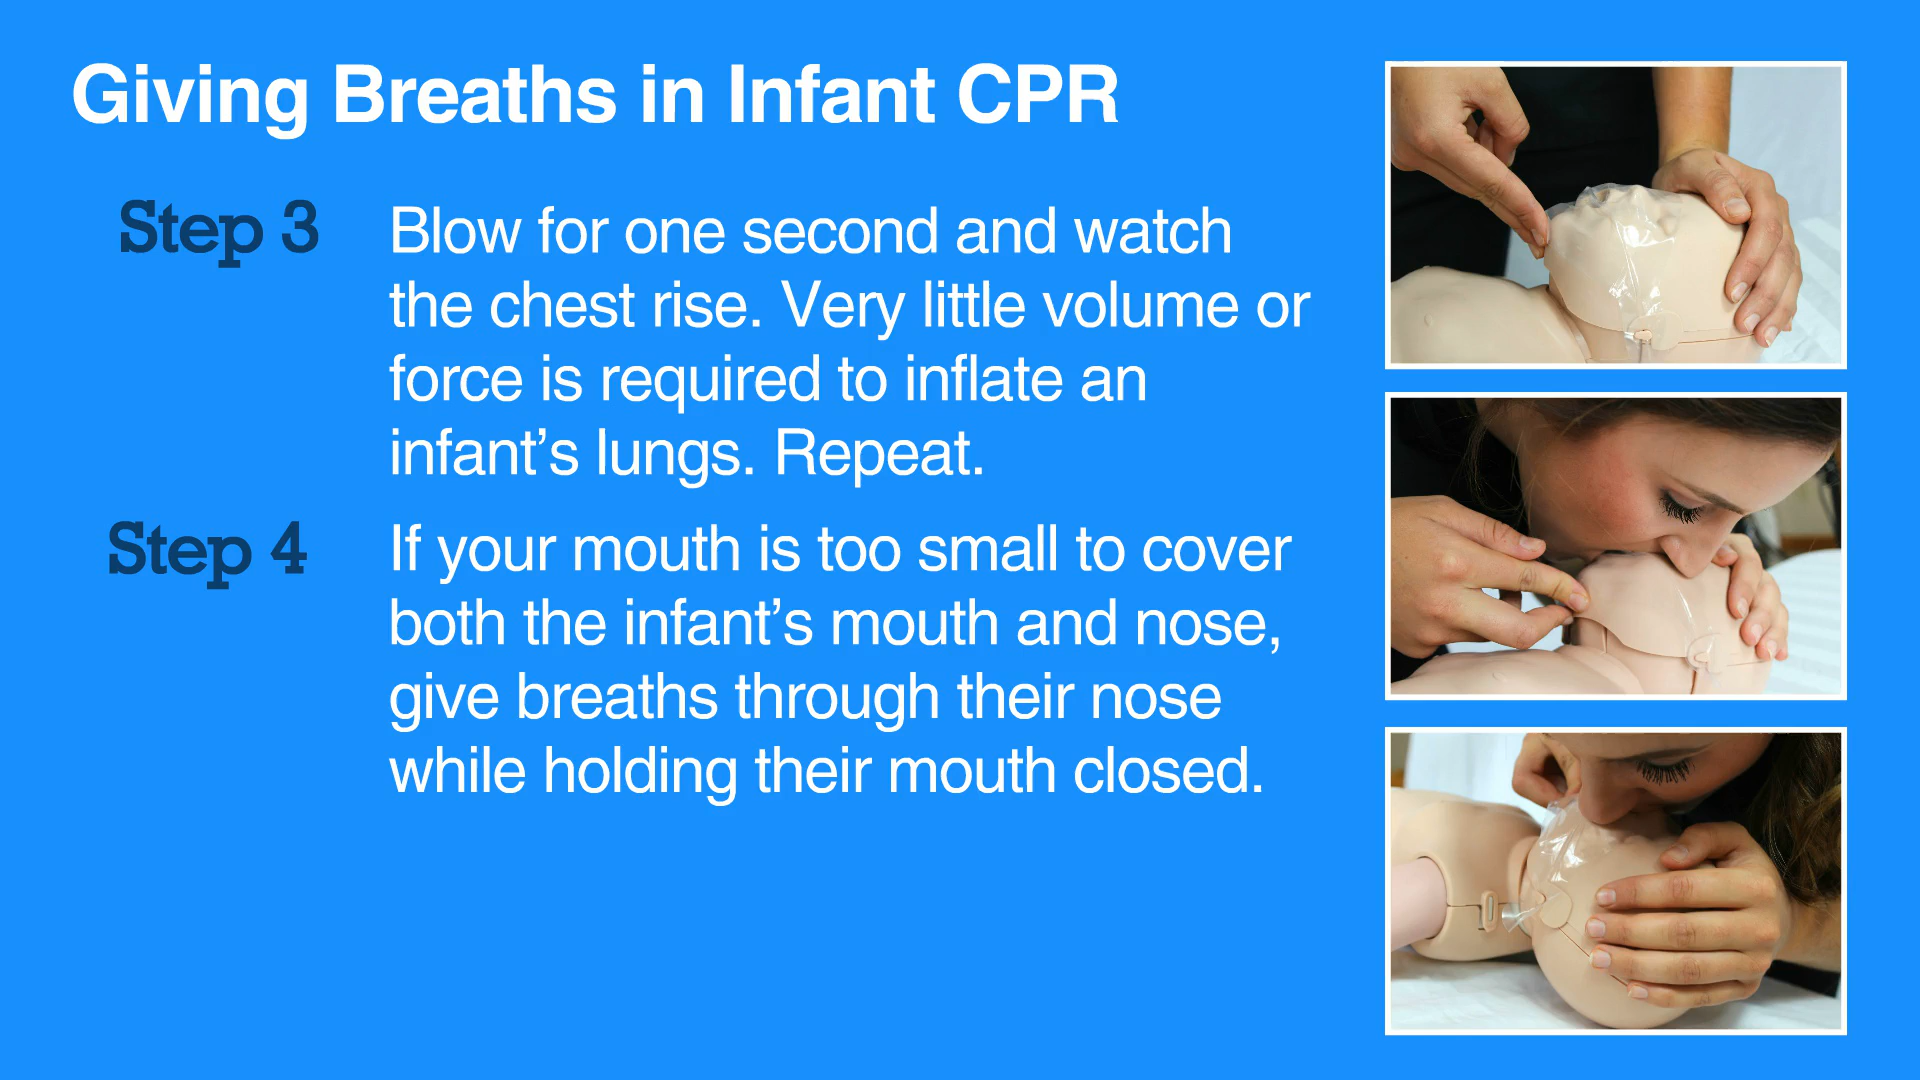 Giving Breaths in Infant CPR
Step 3
Blow for one second and watch
the chest rise. Very little volume or
force is required to inflate an
infant’s lungs. Repeat.
Step 4
If your mouth is too small to cover
both the infant’s mouth and nose,
give breaths through their nose
while holding their mouth closed.